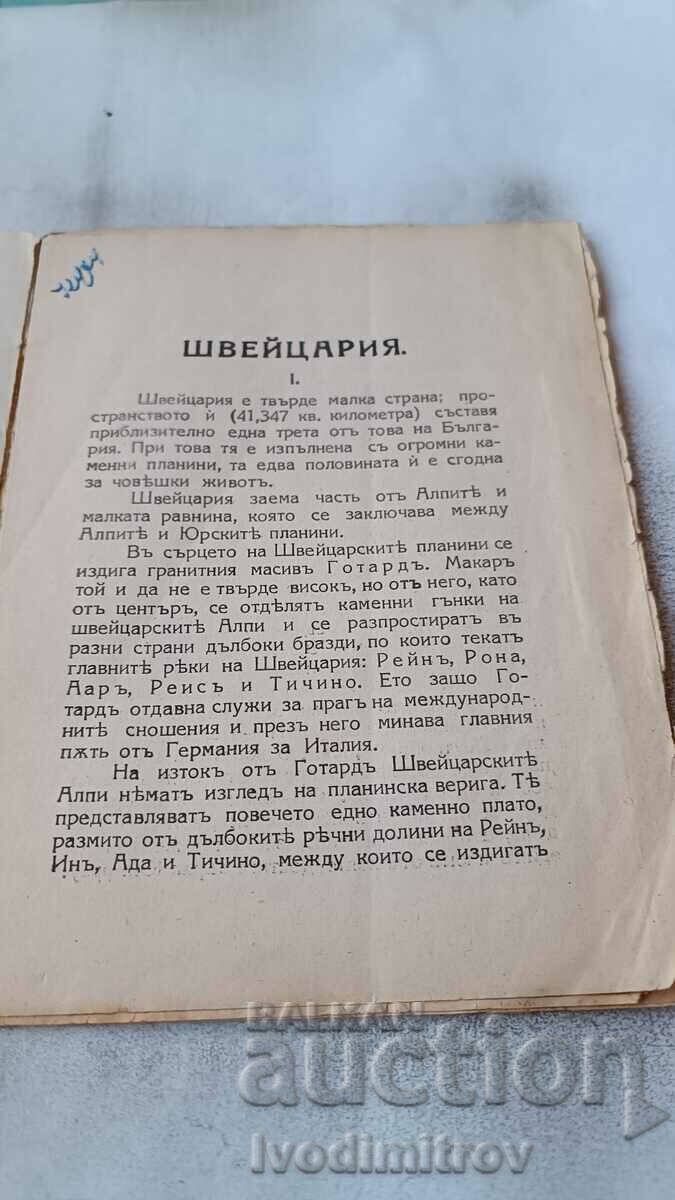 ШВЕЙЦАРИЯ.
I.
Швейцария е твърде малка страна; про-
странството ѝ (41,347 кв. километра) съставя
приблизително една трета отъ това на Бълга-
рия. При това тя е изпълнена съ огромни ка-
менни планини, та едва половината ѝ е сгодна
за човѣшки животъ.
Швейцария заема часть отъ Алпитѣ и
малката равнина, която се заключава между
Алпитѣ и Юрскитѣ планини.
Въ сърцето на Швейцарскитѣ планини се
издига гранитния масивъ Готардъ. Макаръ
той и да не е твърде високъ, но отъ него, като
отъ центъръ, се отдѣлятъ каменни гънки на
швейцарскитѣ Алпи и се разпростиратъ въ
разни страни дълбоки бразди, по които текатъ
главнитѣ рѣки на Швейцария: Рейнъ, Рона,
Ааръ, Реисъ и Тичино. Ето защо Го-
тардъ отдавна служи за прагъ на международ-
нитѣ сношения и презъ него минава главния
пѫть отъ Германия за Италия.
На изтокъ отъ Готардъ Швейцарскитѣ
Алпи нѣматъ изгледъ на планинска верига. Тѣ
представляватъ повечето едно каменно плато,
размито отъ дълбокитѣ рѣчни долини на Рейнъ,
Инъ, Ада и Тичино, между които се издигатъ
BALKAN
auction
Ivodimitrov